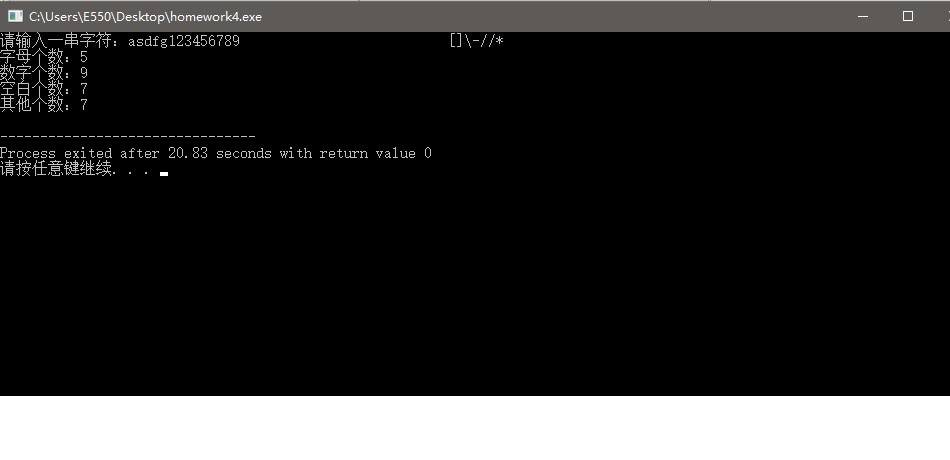 C:\Users\E550\Desktop\homework4.exe
请输入一串字符：asdfg123456789                          []\-//*
字母个数：5
数字个数：9
空白个数：7
其他个数：7
--------------------------------
Process exited after 20.83 seconds with return value 0
请按任意键继续. . .